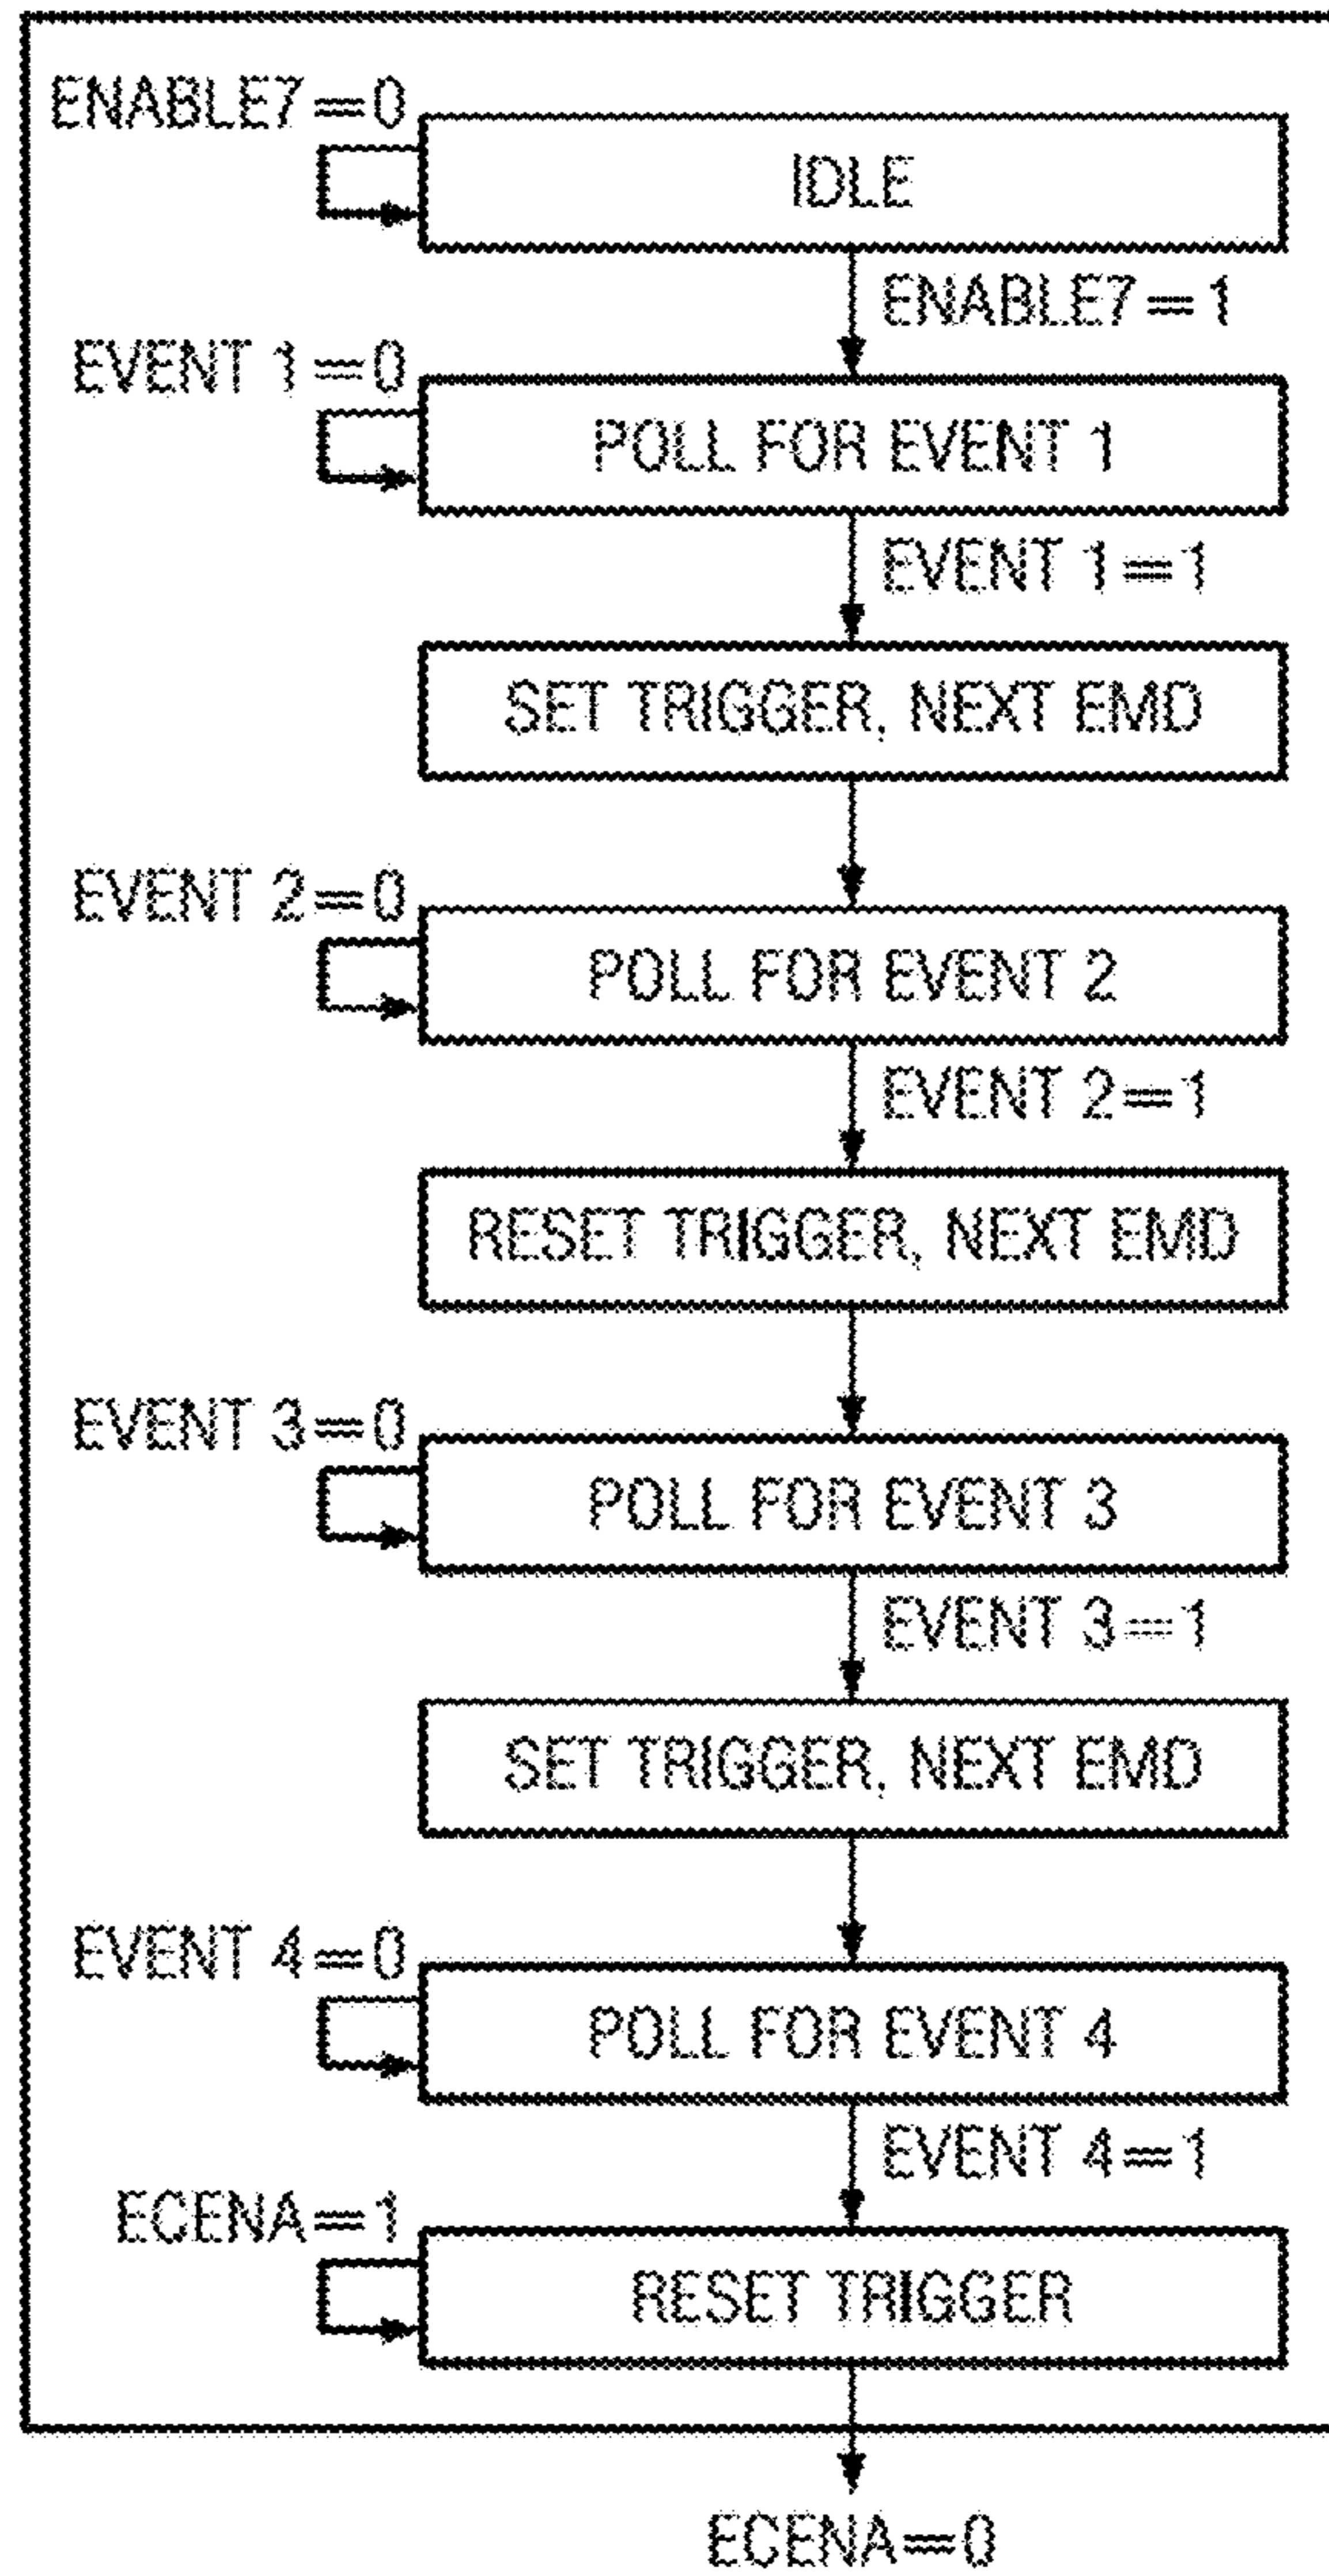 ENABLE7==0
IDLE
ENABLE7==1
EVENT 1==0
POLL FOR EVENT 1
EVENT 1==1
SET TRIGGER, NEXT EMD
EVENT 2==0
POLL FOR EVENT 2
EVENT 2==1
RESET TRIGGER, NEXT EMD
EVENT 3==0
POLL FOR EVENT 3
EVENT 3==1
SET TRIGGER, NEXT EMD
EVENT 4==0
POLL FOR EVENT 4
EVENT 4==1
ECENA==1
RESET TRIGGER
ECENA==0